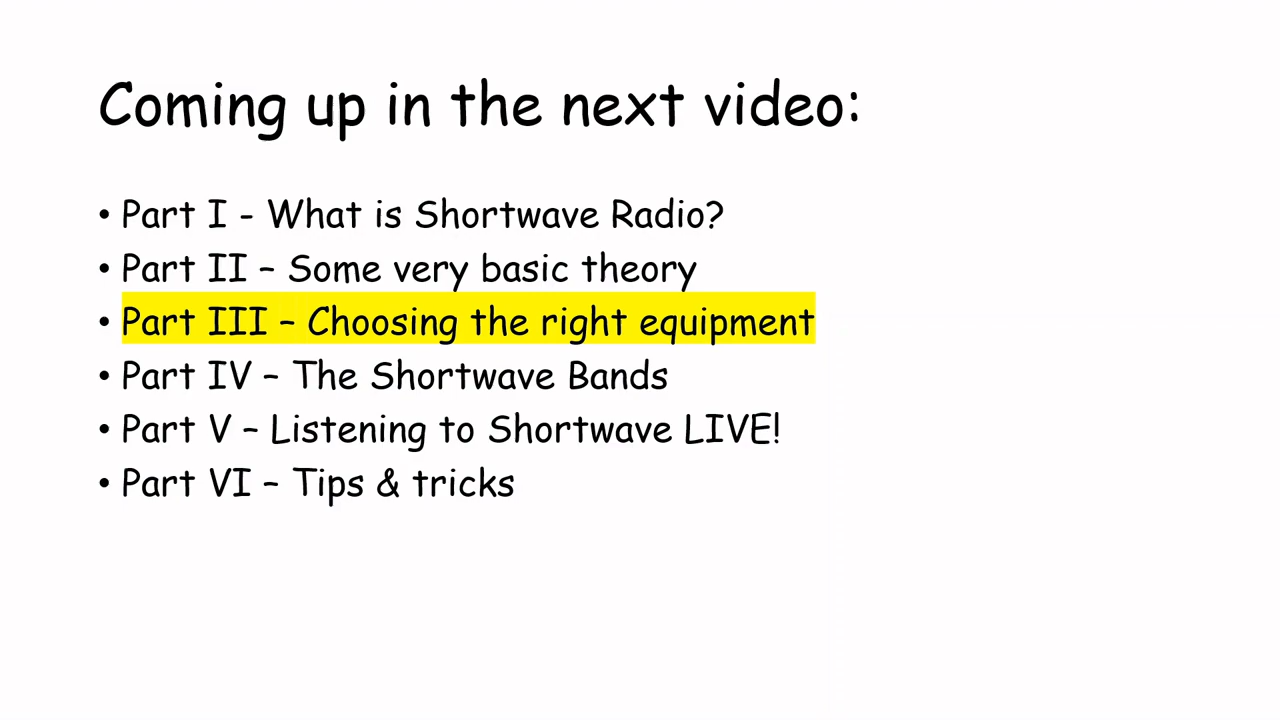 Coming up in the next video:
• Part I - What is Shortwave Radio?
• Part II – Some very basic theory
• Part III – Choosing the right equipment
• Part IV – The Shortwave Bands
• Part V – Listening to Shortwave LIVE!
• Part VI – Tips & tricks